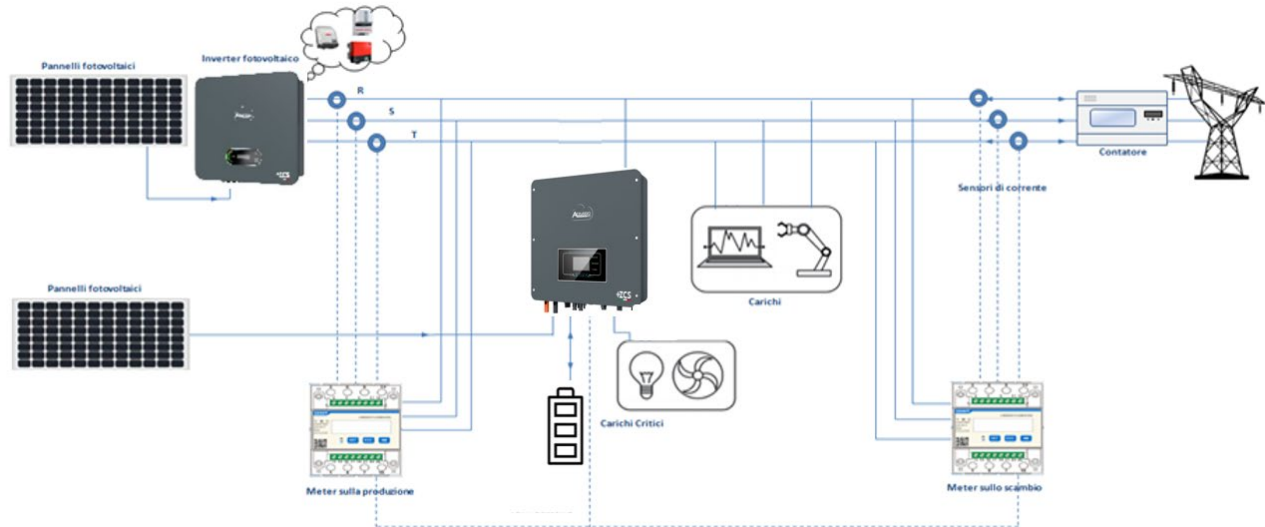 Pannelli fotovoltaici
Inverter fotovoltaico
R
S
T
Contatore
Sensori di corrente
Pannelli fotovoltaici
Carichi
Carichi Critici
Meter sulla produzione
Meter sullo scambio